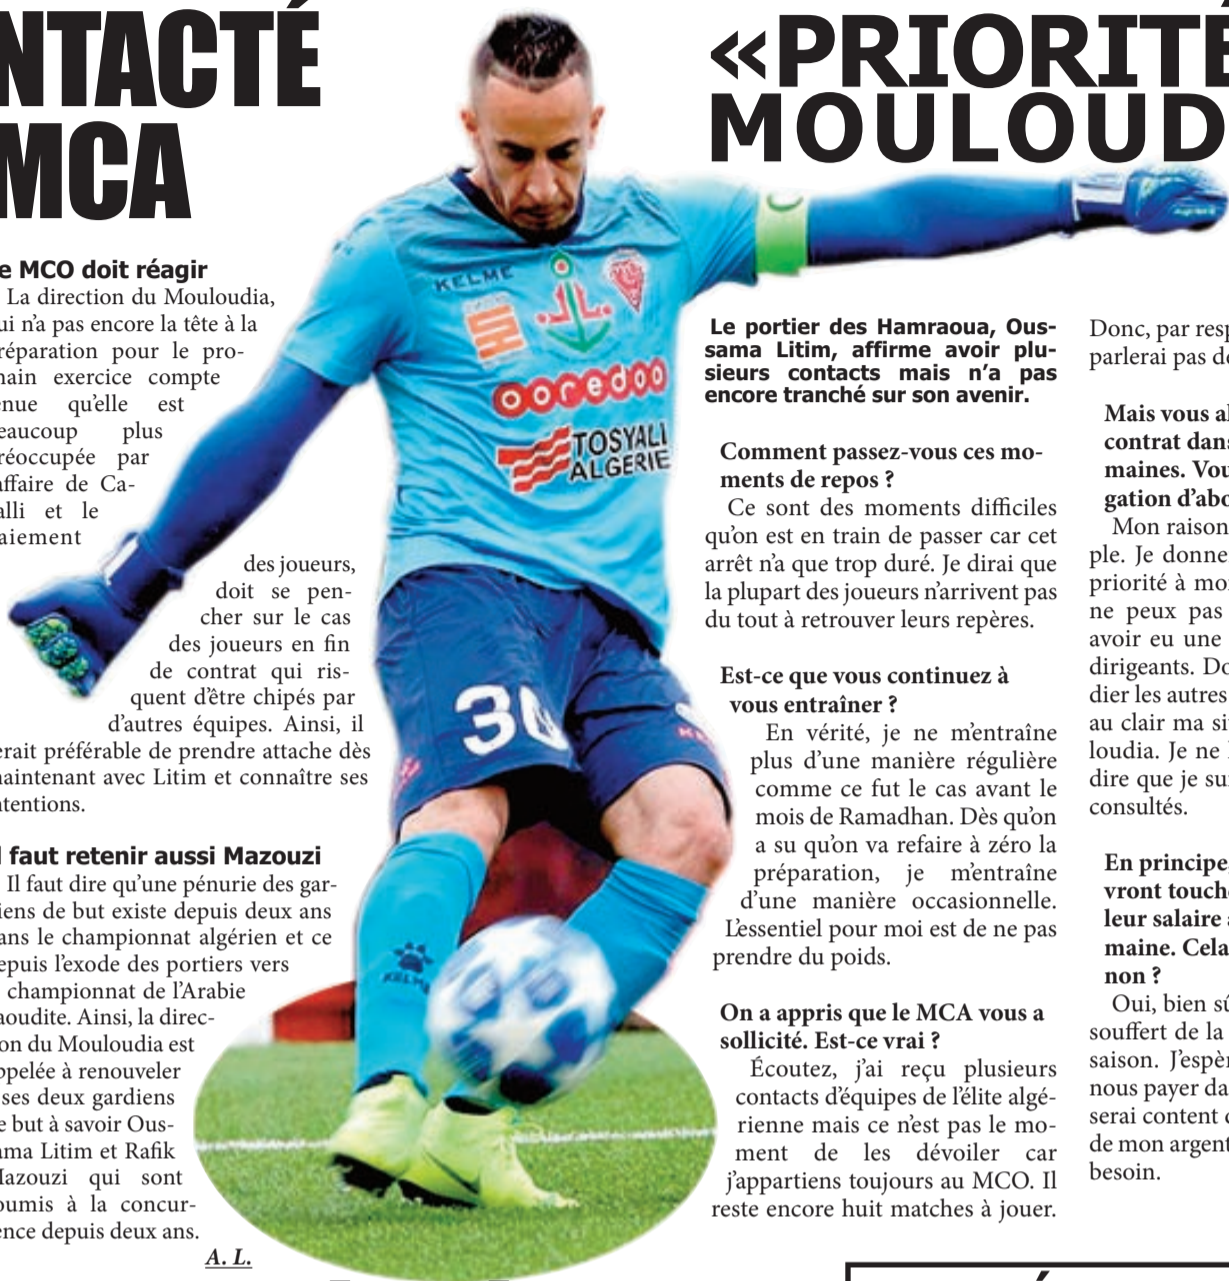 NTACTÉ
MCA
e MCO doit réagir
La direction du Mouloudia,
ui n'a pas encore la tête à la
réparation pour le pro-
hain exercice compte
enue qu'elle est
eaucoup plus
réoccupée par
affaire de Ca-
alli et le
aiement
des joueurs,
doit se pen-
cher sur le cas
des joueurs en fin
de contrat qui ris-
quent d'être chipés par
d'autres équipes. Ainsi, il
erait préférable de prendre attache dès
maintenant avec Litim et connaître ses
ntentions.
l faut retenir aussi Mazouzi
Il faut dire qu'une pénurie des gar-
iens de but existe depuis deux ans
ans le championnat algérien et ce
epuis l'exode des portiers vers
championnat de l'Arabie
aoudite. Ainsi, la direc-
on du Mouloudia est
ppelée à renouveler
ses deux gardiens
e but à savoir Ous-
ama Litim et Rafik
Mazouzi qui sont
oumis à la concur-
ence depuis deux ans.
A. L.
KELME
ooredoo
TOSYALI
ALGERIE
30
KELME
«PRIORITÉ
MOULOUD
Le portier des Hamraoua, Ous-
sama Litim, affirme avoir plu-
sieurs contacts mais n'a pas
encore tranché sur son avenir.
Comment passez-vous ces mo-
ments de repos ?
Ce sont des moments difficiles
qu'on est en train de passer car cet
arrêt n'a que trop duré. Je dirai que
la plupart des joueurs n'arrivent pas
du tout à retrouver leurs repères.
Est-ce que vous continuez à
vous entraîner ?
En vérité, je ne m'entraîne
plus d'une manière régulière
comme ce fut le cas avant le
mois de Ramadhan. Dès qu'on
a su qu'on va refaire à zéro la
préparation, je m'entraîne
d'une manière occasionnelle.
L'essentiel pour moi est de ne pas
prendre du poids.
On a appris que le MCA vous a
sollicité. Est-ce vrai ?
Écoutez, j'ai reçu plusieurs
contacts d'équipes de l'élite algé-
rienne mais ce n'est pas le mo-
ment de les dévoiler car
j'appartiens toujours au MCO. Il
reste encore huit matches à jouer.
Donc, par resp
parlerai pas de
Mais vous al
contrat dans
maines. Vou
gation d'abo
Mon raison
ple. Je donne
priorité à mon
ne peux pas
avoir eu une
dirigeants. Do
dier les autres
au clair ma si
loudia. Je ne
dire que je sui
consultés.
En principe,
vront touche
leur salaire a
maine. Cela
non ?
Oui, bien sû
souffert de la
saison. J'espèr
nous payer da
serai content d
de mon argent
besoin.